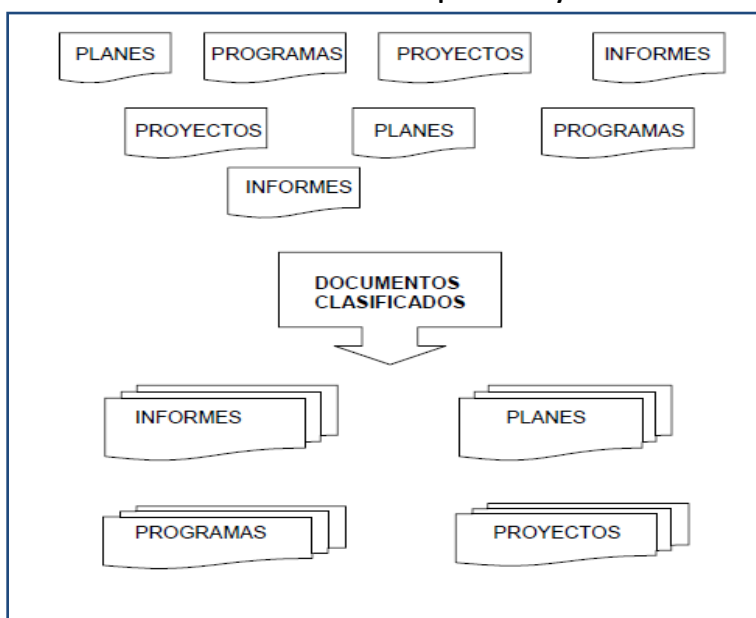 PLANES PROGRAMAS PROYECTOS INFORMES
PROYECTOS PLANES PROGRAMAS
INFORMES
DOCUMENTOS
CLASIFICADOS
INFORMES PLANES
PROGRAMAS PROYECTOS